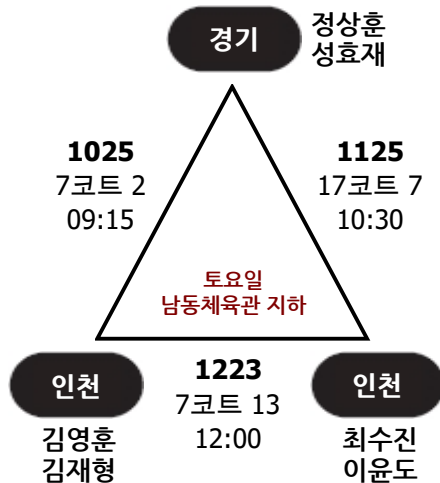 경기
정상훈
성효재
1025
7코트 2
09:15
1125
17코트 7
10:30
토요일
남동체육관 지하
인천
김영훈
김재형
1223
7코트 13
12:00
인천
최수진
이윤도